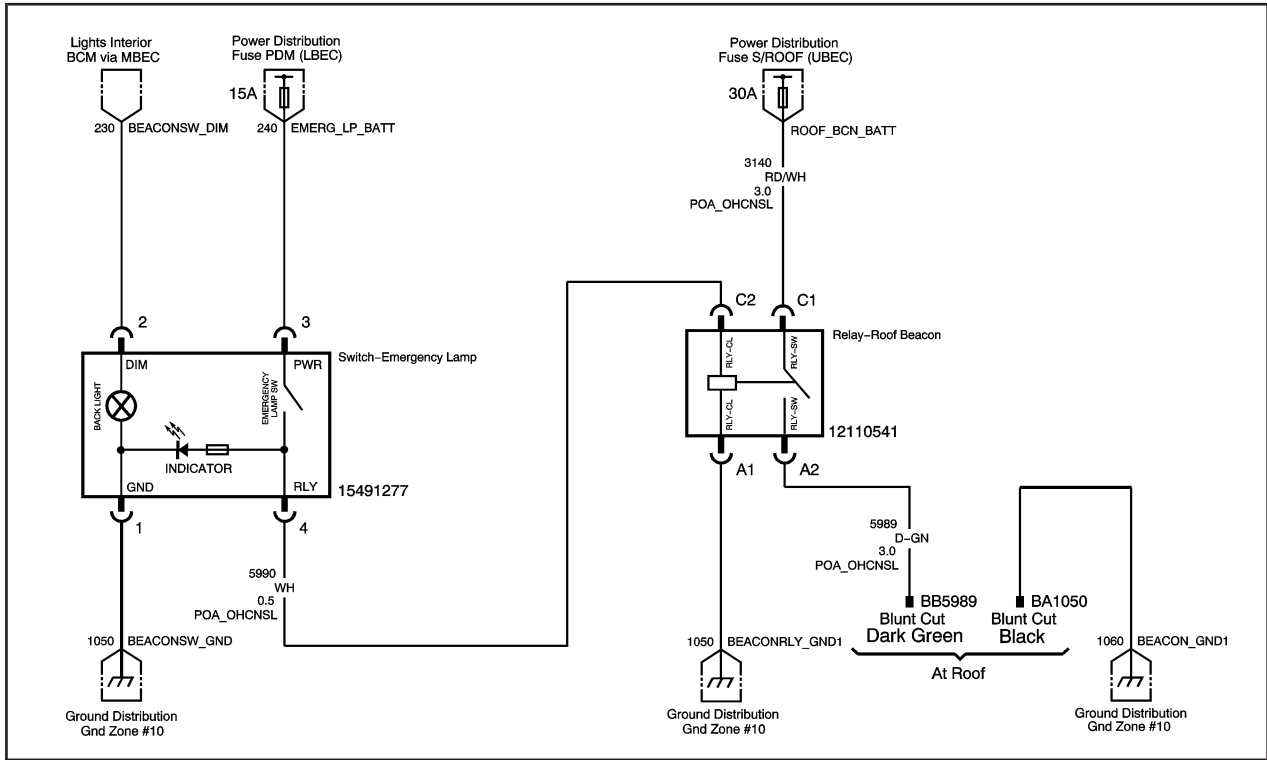 Lights Interior
BCM via MBEC
Power Distribution
Fuse PDM (LBEC)
15A
230 BEACONSW_DIM
240 EMERG_LP_BATT
Power Distribution
Fuse S/ROOF (UBEC)
30A
ROOF_BCN_BATT
3140
RD/WH
3.0
POA_OHCNSL
2
3
DIM
PWR
Switch-Emergency Lamp
BACK LIGHT
EMERGENCY
LAMP SW
INDICATOR
GND
RLY
15491277
1
4
5990
WH
0.5
POA_OHCNSL
1050 BEACONSW_GND
Ground Distribution
Gnd Zone #10
C2
C1
Relay-Roof Beacon
RLY-CL
RLY-SW
RLY-CL
RLY-SW
12110541
A1
A2
5989
D-GN
3.0
POA_OHCNSL
BB5989
Blunt Cut
Dark Green
BA1050
Blunt Cut
Black
At Roof
1050 BEACONRLY_GND1
Ground Distribution
Gnd Zone #10
1060 BEACON_GND1
Ground Distribution
Gnd Zone #10